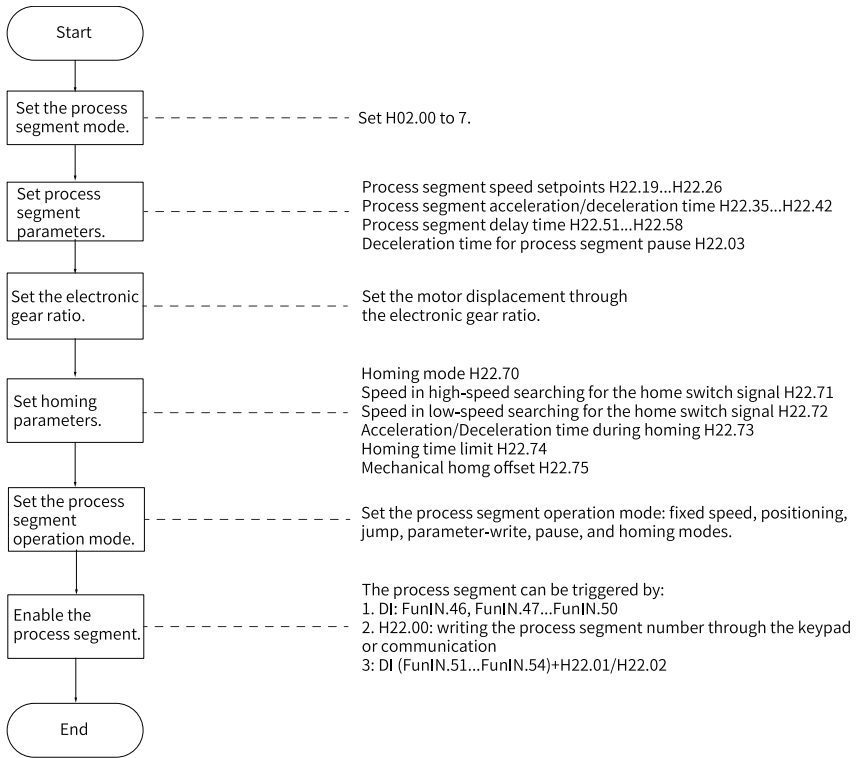 Start
Set the process
segment mode.
Set H02.00 to 7.
Set process
segment
parameters.
Process segment speed setpoints H22.19...H22.26
Process segment acceleration/deceleration time H22.35...H22.42
Process segment delay time H22.51...H22.58
Deceleration time for process segment pause H22.03
Set the electronic
gear ratio.
Set the motor displacement through
the electronic gear ratio.
Set homing
parameters.
Homing mode H22.70
Speed in high-speed searching for the home switch signal H22.71
Speed in low-speed searching for the home switch signal H22.72
Acceleration/Deceleration time during homing H22.73
Homing time limit H22.74
Mechanical homg offset H22.75
Set the process
segment
operation mode.
Set the process segment operation mode: fixed speed, positioning,
jump, parameter-write, pause, and homing modes.
Enable the
process segment.
The process segment can be triggered by:
1. DI: FunIN.46, FunIN.47...FunIN.50
2. H22.00: writing the process segment number through the keypad
or communication
3: DI (FunIN.51...FunIN.54)+H22.01/H22.02
End